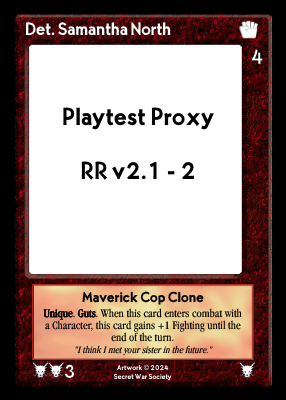 Det. Samantha North
4
Playtest Proxy
RR v2.1 - 2
Maverick Cop Clone
Unique. Guts. When this card enters combat with
a Character, this card gains +1 Fighting until the
end of the turn.
"I think I met your sister in the future."
3
Artwork © 2024
Secret War Society